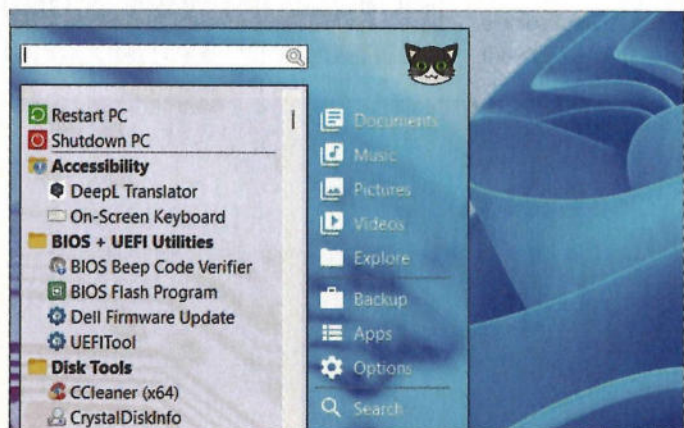 Restart PC
Shutdown PC
Accessibility
DeepL Translator
On-Screen Keyboard
BIOS + UEFI Utilities
BIOS Beep Code Verifier
BIOS Flash Program
Dell Firmware Update
UEFITool
Disk Tools
CCleaner (x64)
CrystalDiskInfo
Documents
Music
Pictures
Videos
Explore
Backup
Apps
Options
Search